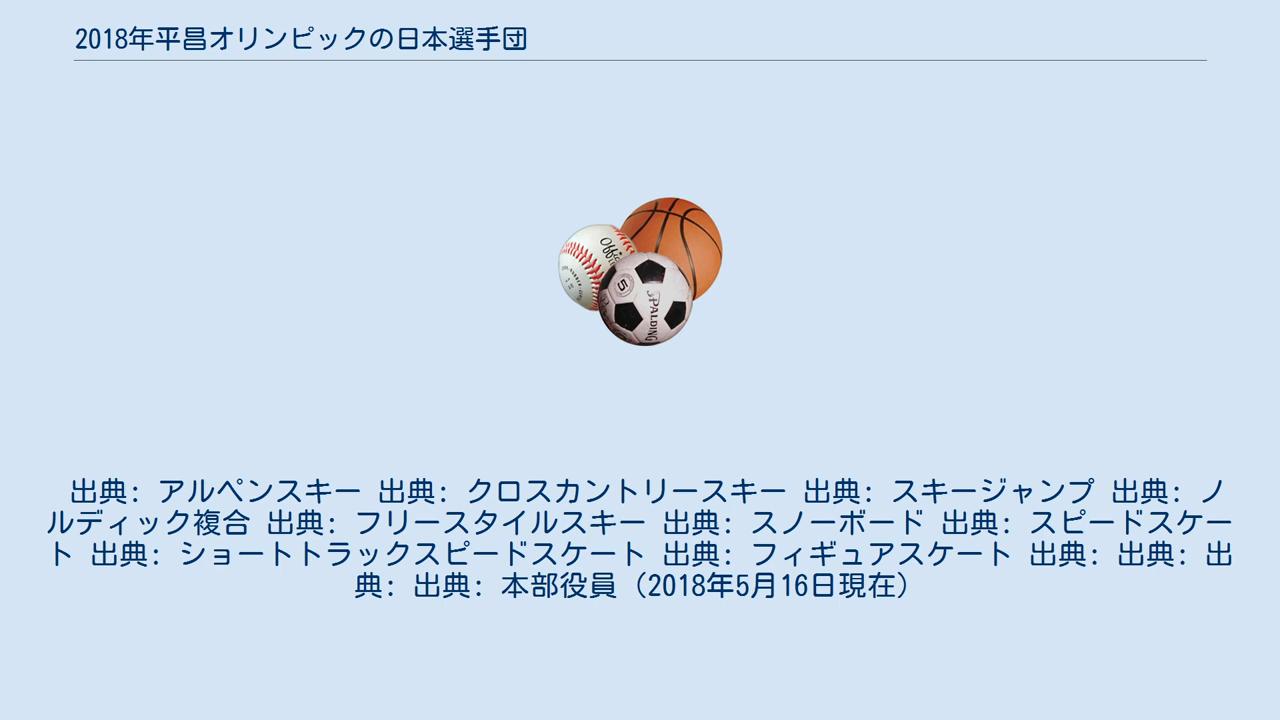 2018年平昌オリンピックの日本選手団
Offic
5
SPALDING
出典: アルペンスキー 出典: クロスカントリースキー 出典: スキージャンプ 出典: ノ
ルディック複合 出典: フリースタイルスキー 出典: スノーボード 出典: スピードスケー
ト 出典: ショートトラックスピードスケート 出典: フィギュアスケート 出典: 出典: 出
典: 出典: 本部役員（2018年5月16日現在）